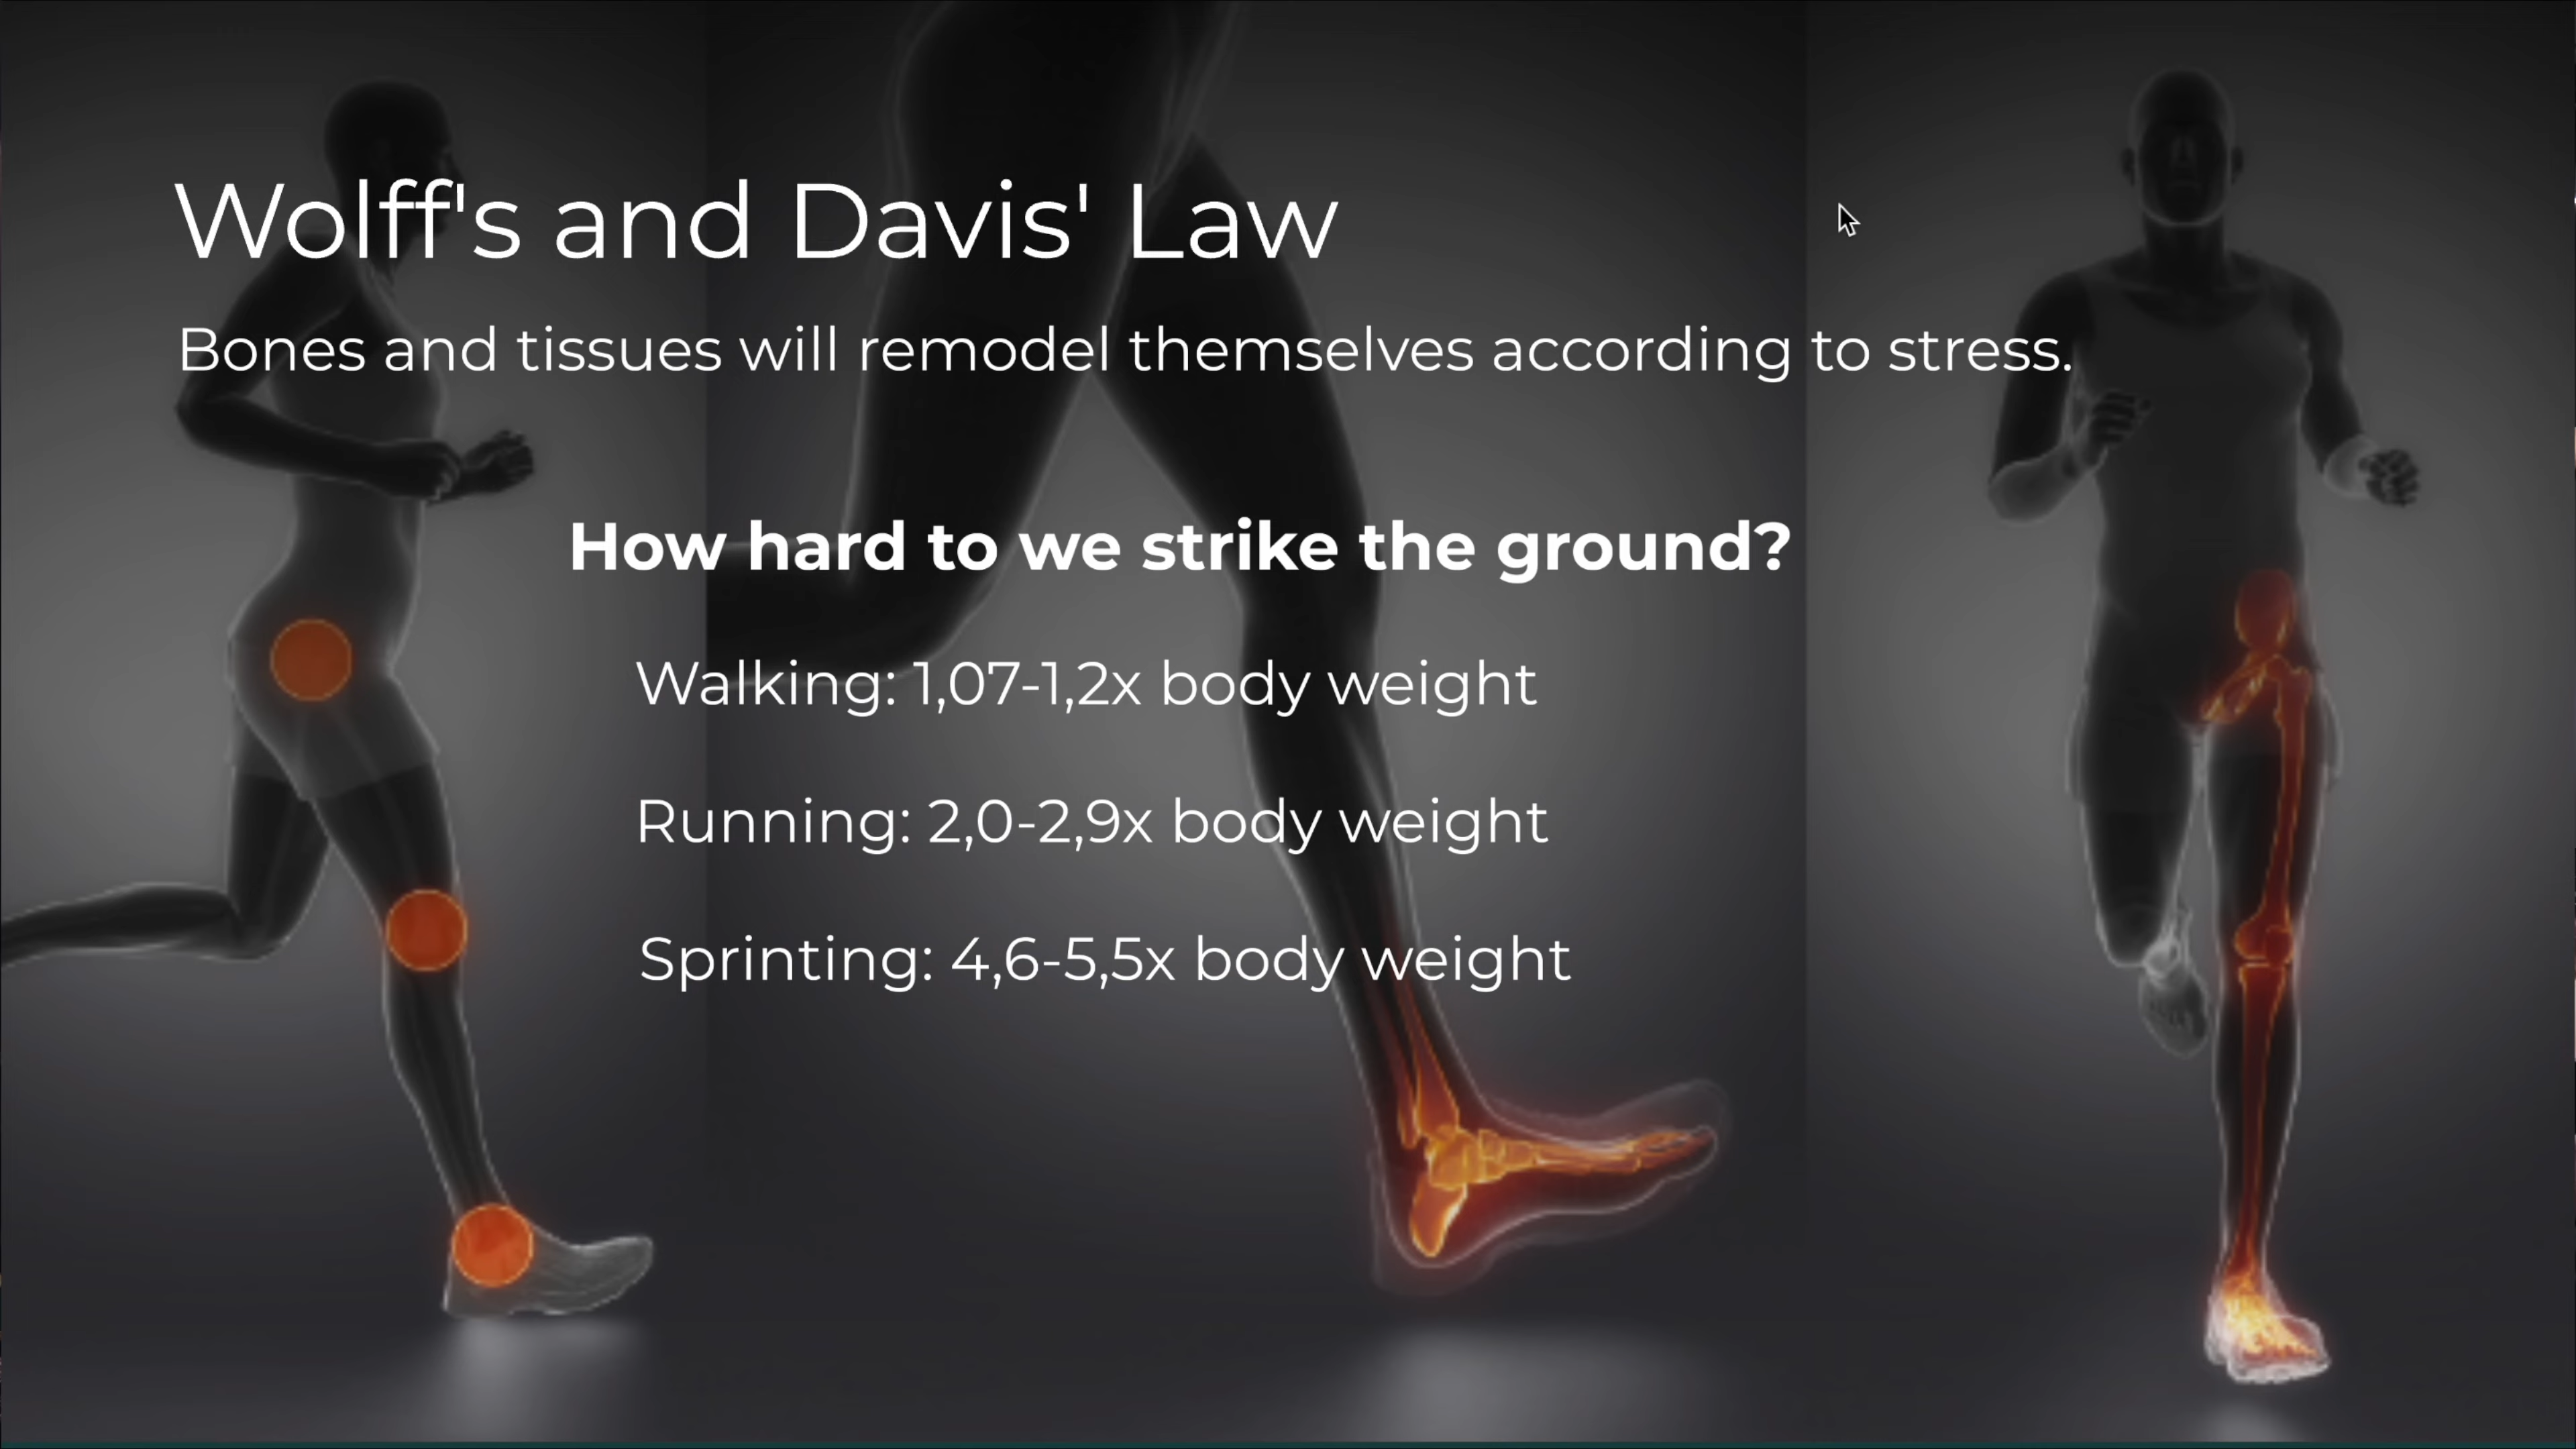 Wolff's and Davis' Law
Bones and tissues will remodel themselves according to stress.
How hard to we strike the ground?
Walking: 1,07-1,2x body weight
Running: 2,0-2,9x body weight
Sprinting: 4,6-5,5x body weight